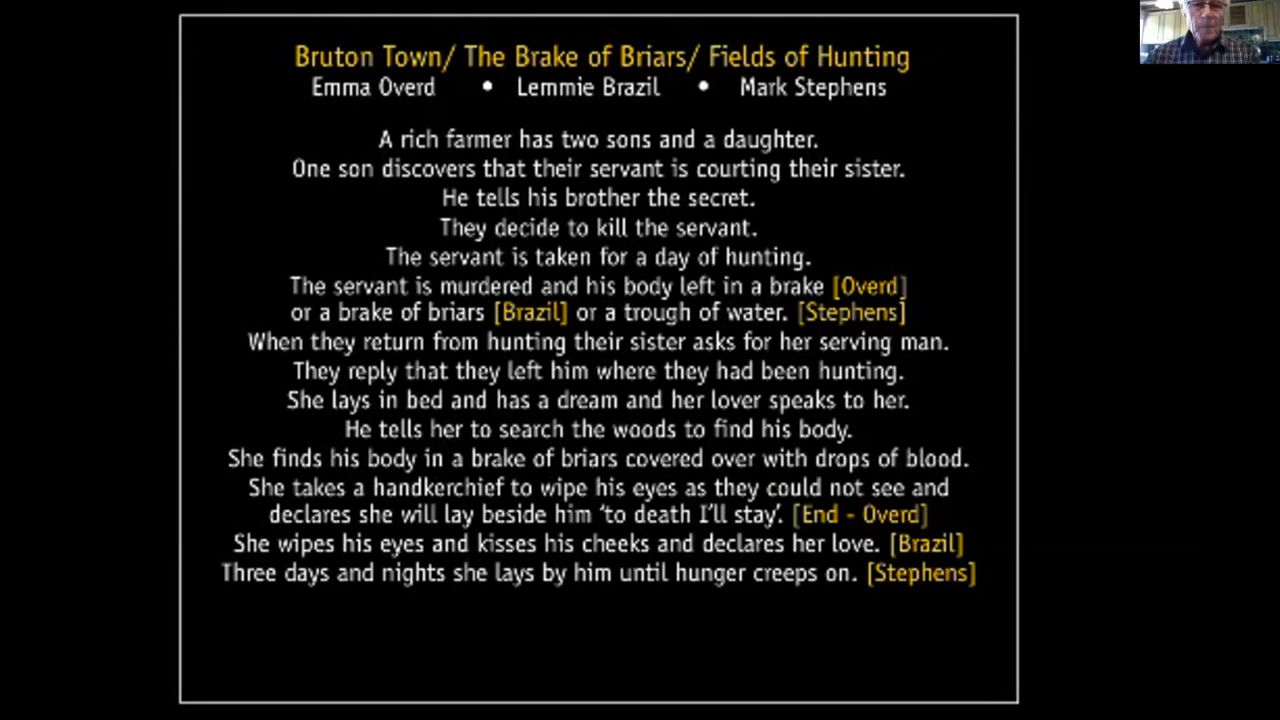 Bruton Town/ The Brake of Briars/ Fields of Hunting
Emma Overd • Lemmie Brazil • Mark Stephens
A rich farmer has two sons and a daughter.
One son discovers that their servant is courting their sister.
He tells his brother the secret.
They decide to kill the servant.
The servant is taken for a day of hunting.
The servant is murdered and his body left in a brake [Overd]
or a brake of briars [Brazil] or a trough of water. [Stephens]
When they return from hunting their sister asks for her serving man.
They reply that they left him where they had been hunting.
She lays in bed and has a dream and her lover speaks to her.
He tells her to search the woods to find his body.
She finds his body in a brake of briars covered over with drops of blood.
She takes a handkerchief to wipe his eyes as they could not see and
declares she will lay beside him 'to death I'll stay'. [End - Overd]
She wipes his eyes and kisses his cheeks and declares her love. [Brazil]
Three days and nights she lays by him until hunger creeps on. [Stephens]